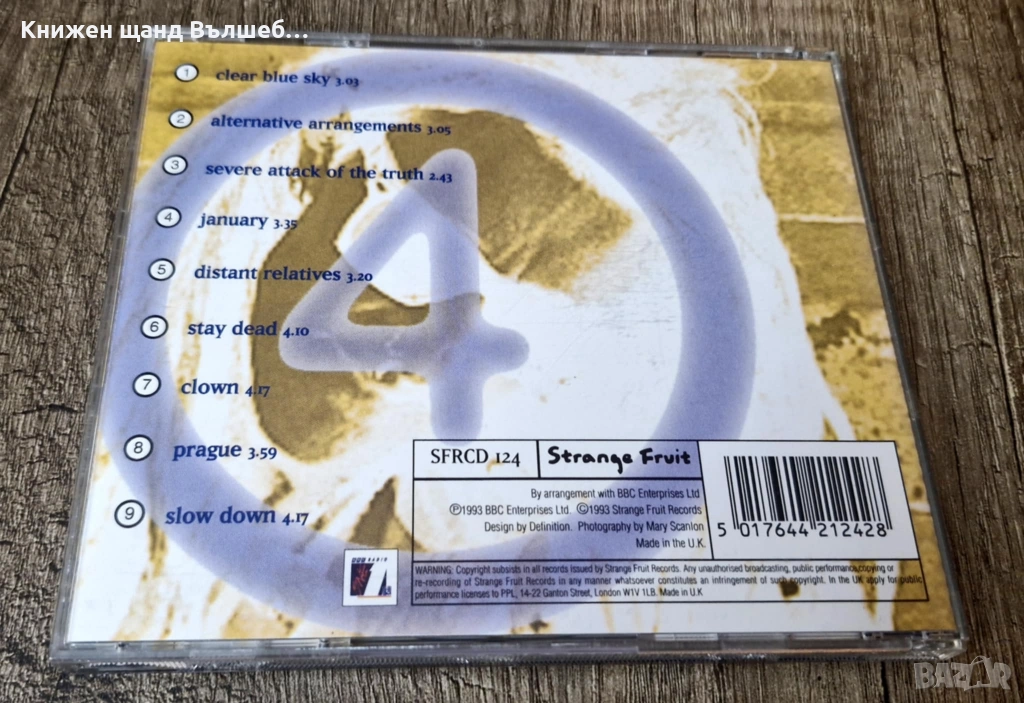 Книжен щанд Вълшеб...
1 clear blue sky 3.03
2 alternative arrangements 3.05
3 severe attack of the truth 2.43
4 january 3.35
5 distant relatives 3.20
6 stay dead 4.10
7 clown 4.17
8 prague 3.59
9 slow down 4.17
4
SFRCD 124 Strange Fruit
By arrangement with BBC Enterprises Ltd
℗1993 BBC Enterprises Ltd. ©1993 Strange Fruit Records
Design by Definition. Photography by Mary Scanlon
Made in the U.K.
5 017644 212428
BBC RADIO
1
WARNING: Copyright subsists in all records issued by Strange Fruit Records. Any unauthorised broadcasting, public performance, copying or
re-recording of Strange Fruit Records in any manner whatsoever constitutes an infringement of such copyright. In the UK apply for public
performance licenses to PPL, 14-22 Ganton Street, London W1V 1LB. Made in U.K
BAZAR